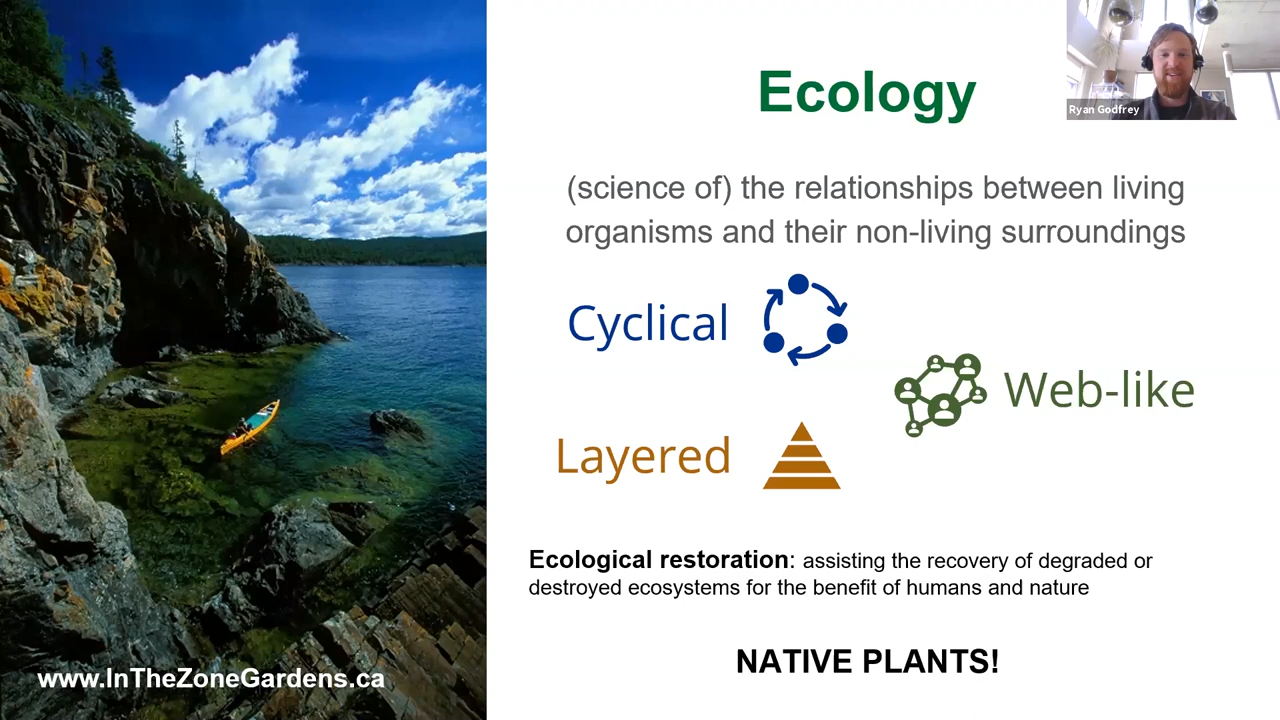 Ecology
Ryan Godfrey
(science of) the relationships between living
organisms and their non-living surroundings
Cyclical
Web-like
Layered
Ecological restoration: assisting the recovery of degraded or
destroyed ecosystems for the benefit of humans and nature
NATIVE PLANTS!
www.InTheZoneGardens.ca